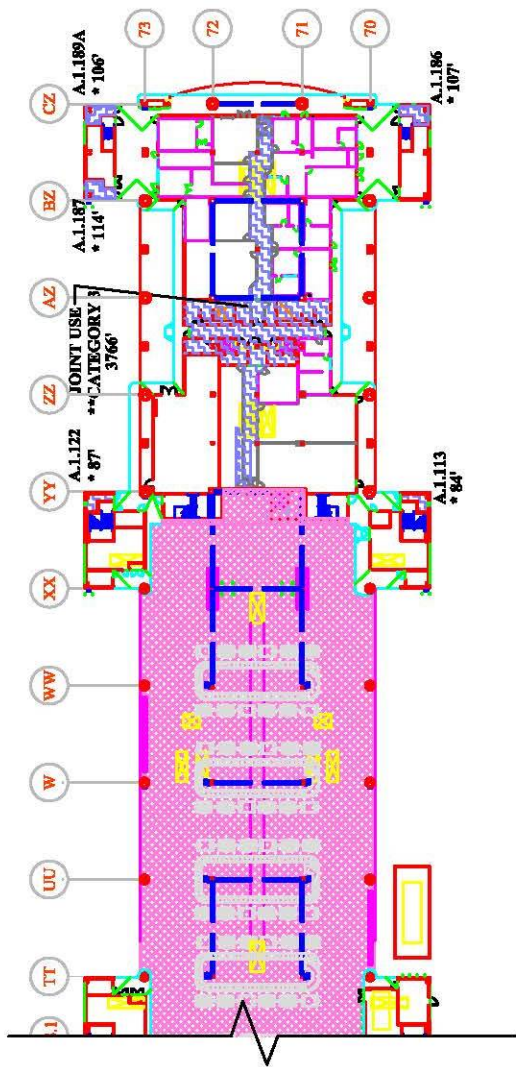 73
72
71
70
A.1.189A
* 106'
A.1.186
* 107'
CZ
BZ
A.1.187
* 114'
AZ
JOINT USE
**CATEGORY 3
3766'
ZZ
A.1.122
* 87'
A.1.113
* 84'
YY
XX
WW
W
UU
TT